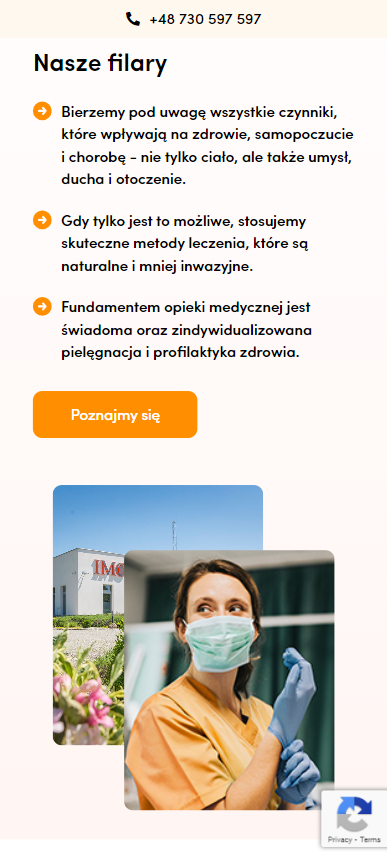 +48 730 597 597
Nasze filary
Bierzemy pod uwagę wszystkie czynniki,
które wpływają na zdrowie, samopoczucie
i chorobę - nie tylko ciało, ale także umysł,
ducha i otoczenie.
Gdy tylko jest to możliwe, stosujemy
skuteczne metody leczenia, które są
naturalne i mniej inwazyjne.
Fundamentem opieki medycznej jest
świadoma oraz zindywidualizowana
pielęgnacja i profilaktyka zdrowia.
Poznajmy się
IMC
Privacy - Terms